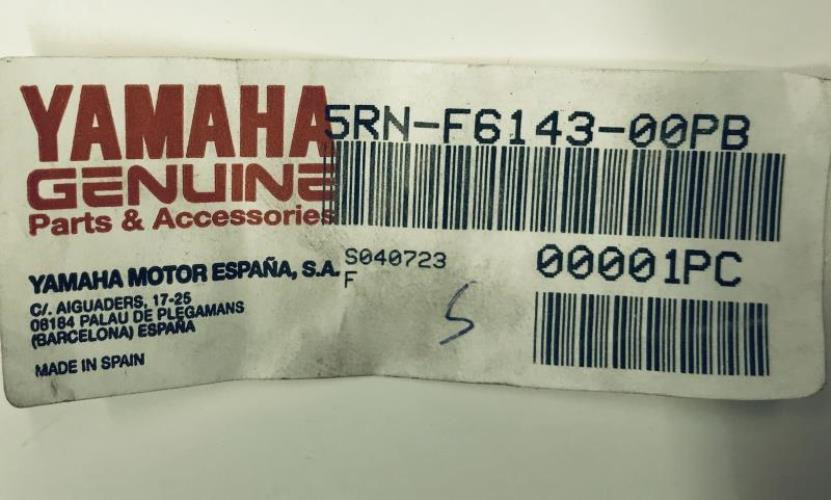 YAMAHA
GENUINE
Parts & Accessories
5RN-F6143-00PB
YAMAHA MOTOR ESPAÑA, S.A.
C/. AIGUADERS, 17-25
08184 PALAU DE PLEGAMANS
(BARCELONA) ESPAÑA
MADE IN SPAIN
S040723
F
00001PC
5